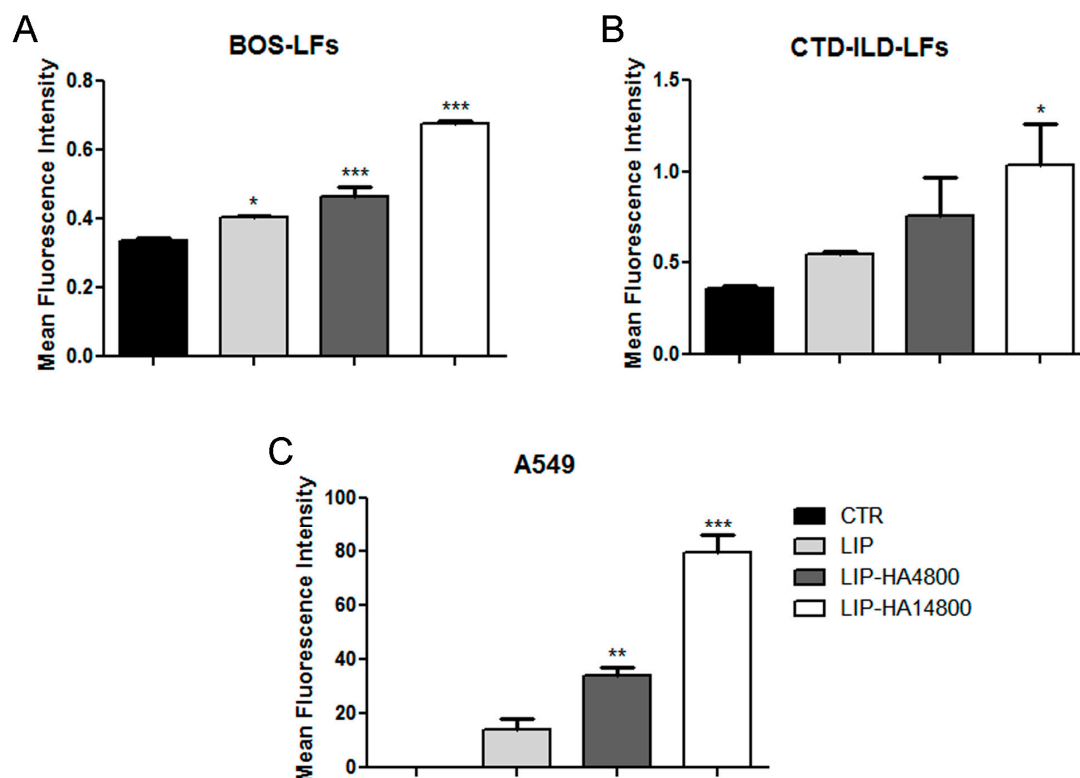 A
BOS-LFs
Mean Fluorescence Intensity
0.8
0.6
0.4
0.2
0.0
*
***
***
B
CTD-ILD-LFs
Mean Fluorescence Intensity
1.5
1.0
0.5
0.0
*
C
A549
Mean Fluorescence Intensity
100
80
60
40
20
0
**
***
CTR
LIP
LIP-HA4800
LIP-HA14800